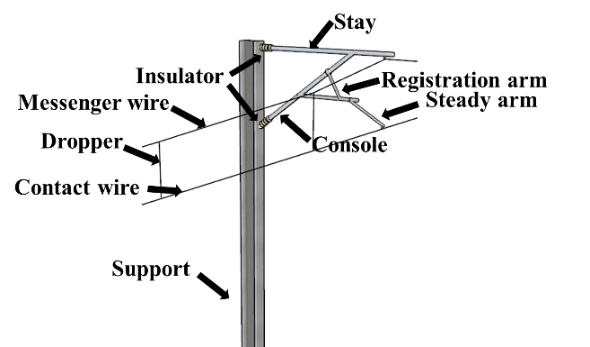 Stay
Insulator
Registration arm
Messenger wire
Steady arm
Dropper
Console
Contact wire
Support